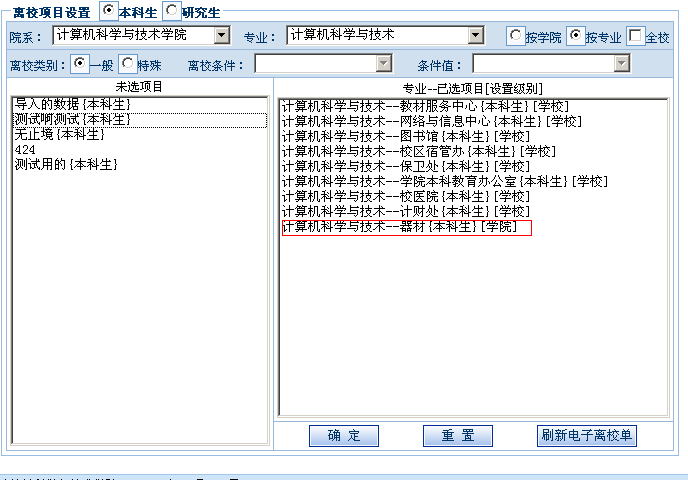 离校项目设置 本科生 研究生
院系： 计算机科学与技术学院 专业： 计算机科学与技术 按学院 按专业 全校
离校类别： 一般 特殊 离校条件： 条件值：
未选项目
导入的数据{本科生}
测试啊测试{本科生}
无止境{本科生}
424
测试用的{本科生}
专业--已选项目[设置级别]
计算机科学与技术--教材服务中心{本科生}[学校]
计算机科学与技术--网络与信息中心{本科生}[学校]
计算机科学与技术--图书馆{本科生}[学校]
计算机科学与技术--校区宿管办{本科生}[学校]
计算机科学与技术--保卫处{本科生}[学校]
计算机科学与技术--学院本科教育办公室{本科生}[学校]
计算机科学与技术--校医院{本科生}[学校]
计算机科学与技术--计财处{本科生}[学校]
计算机科学与技术--器材{本科生}[学院]
确 定 重 置 刷新电子离校单